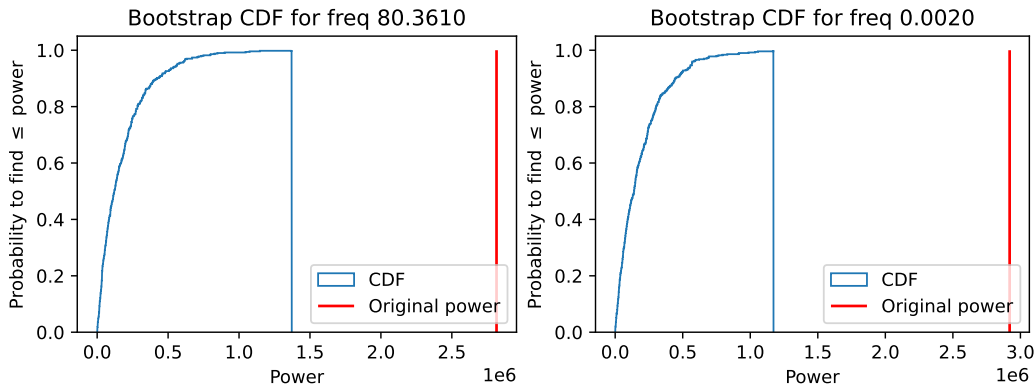 Bootstrap CDF for freq 80.3610
Probability to find ≤ power
1.0
0.8
0.6
0.4
0.2
0.0
CDF
Original power
0.0 0.5 1.0 1.5 2.0 2.5
Power
1e6
Bootstrap CDF for freq 0.0020
Probability to find ≤ power
1.0
0.8
0.6
0.4
0.2
0.0
CDF
Original power
0.0 0.5 1.0 1.5 2.0 2.5 3.0
Power
1e6